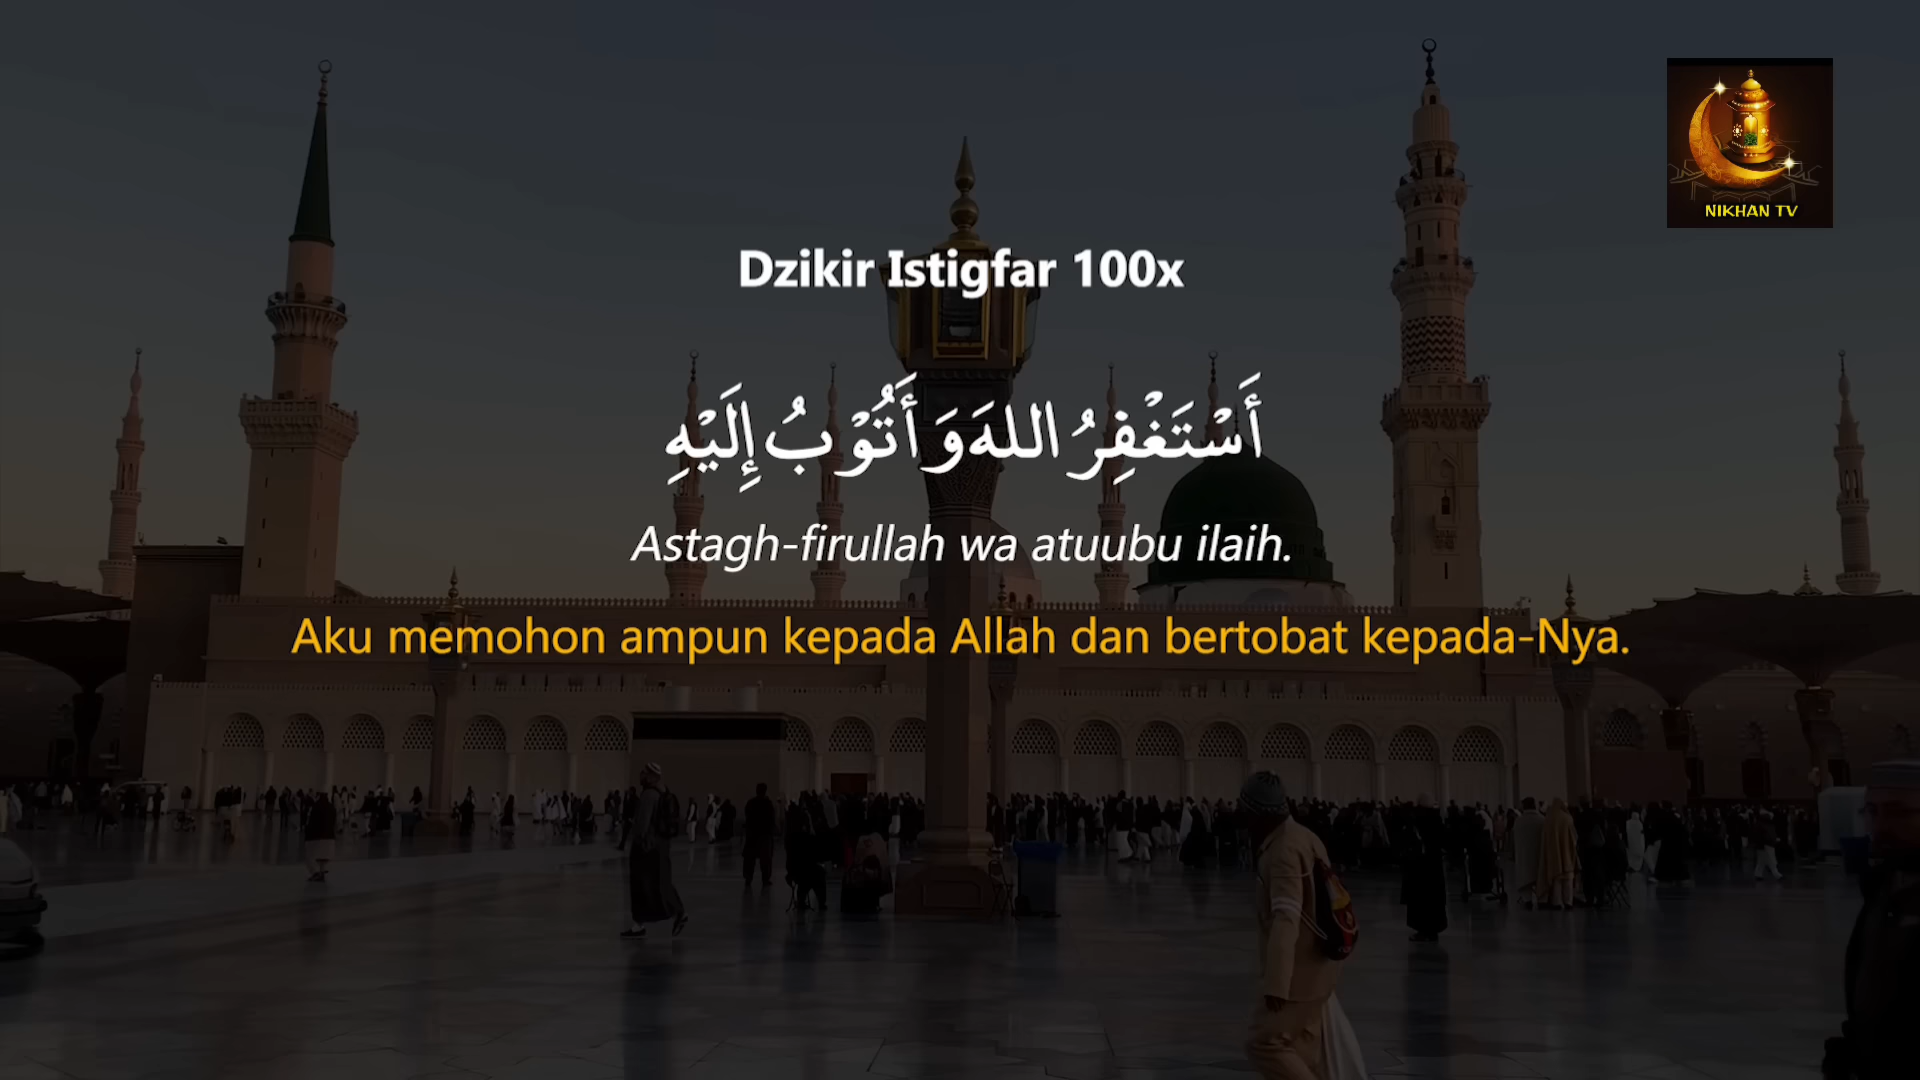 NIKHAN TV
Dzikir Istigfar 100x
أَسْتَغْفِرُ اللهَ وَ أَتُوْبُ إِلَيْهِ
Astagh-firullah wa atuubu ilaih.
Aku memohon ampun kepada Allah dan bertobat kepada-Nya.